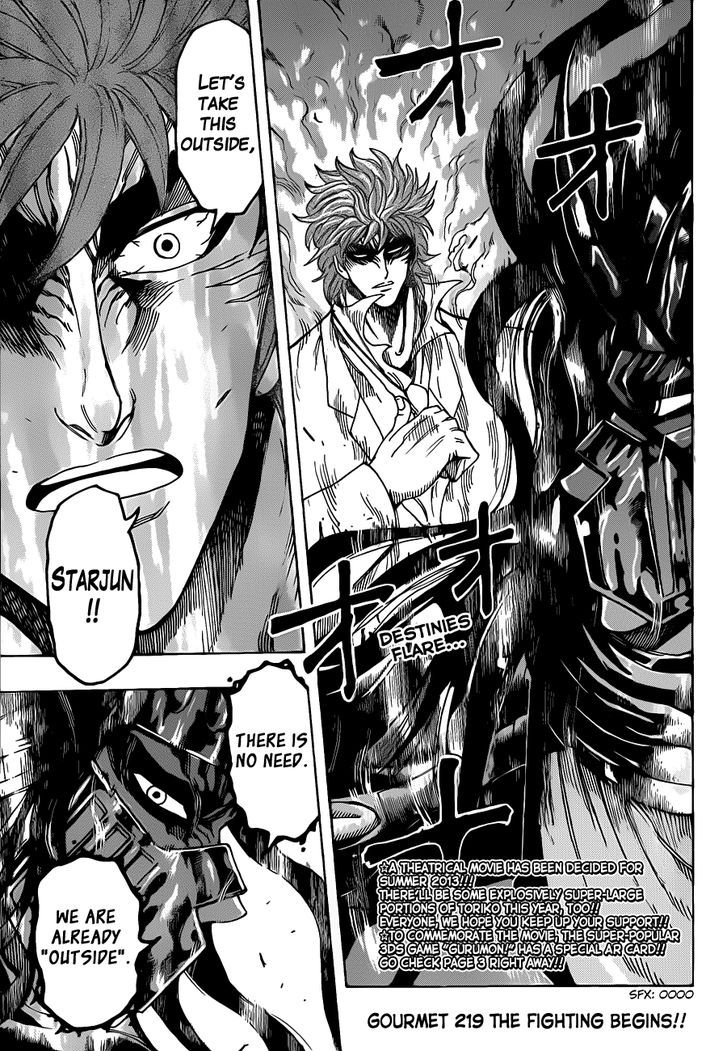 オ
オ
オ
オ
オ
DESTINIES
FLARE...
☆A THEATRICAL MOVIE HAS BEEN DECIDED FOR
SUMMER 2013!!!
THERE'LL BE SOME EXPLOSIVELY SUPER-LARGE
PORTIONS OF TORIKO THIS YEAR, TOO!!
EVERYONE, WE HOPE YOU KEEP UP YOUR SUPPORT!!
☆TO COMMEMORATE THE MOVIE, THE SUPER-POPULAR
3DS GAME "GURUMON," HAS A SPECIAL AR CARD!!
GO CHECK PAGE 3 RIGHT AWAY!!
SFX: OOOO
GOURMET 219 THE FIGHTING BEGINS!!
LET'S
TAKE
THIS
OUTSIDE,
STARJUN
!!
THERE IS
NO NEED.
WE ARE
ALREADY
"OUTSIDE".